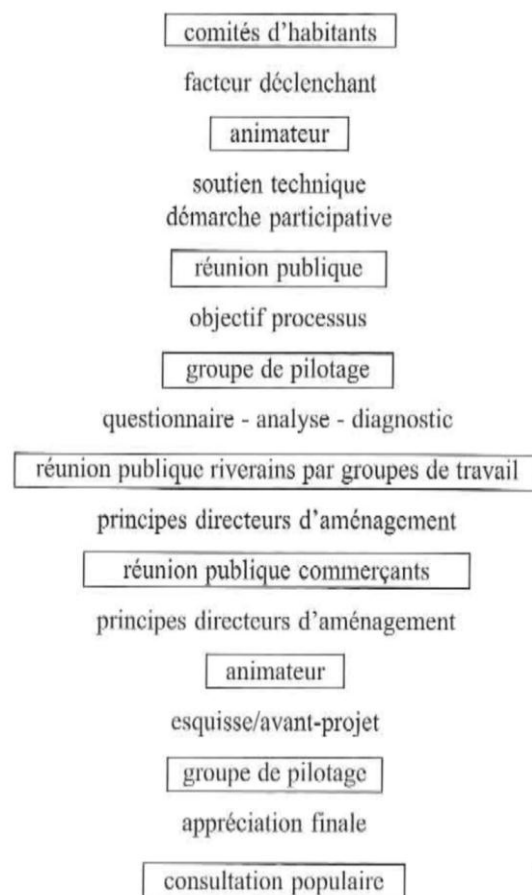 comités d'habitants
facteur déclenchant
animateur
soutien technique
démarche participative
réunion publique
objectif processus
groupe de pilotage
questionnaire - analyse - diagnostic
réunion publique riverains par groupes de travail
principes directeurs d'aménagement
réunion publique commerçants
principes directeurs d'aménagement
animateur
esquisse/avant-projet
groupe de pilotage
appréciation finale
consultation populaire